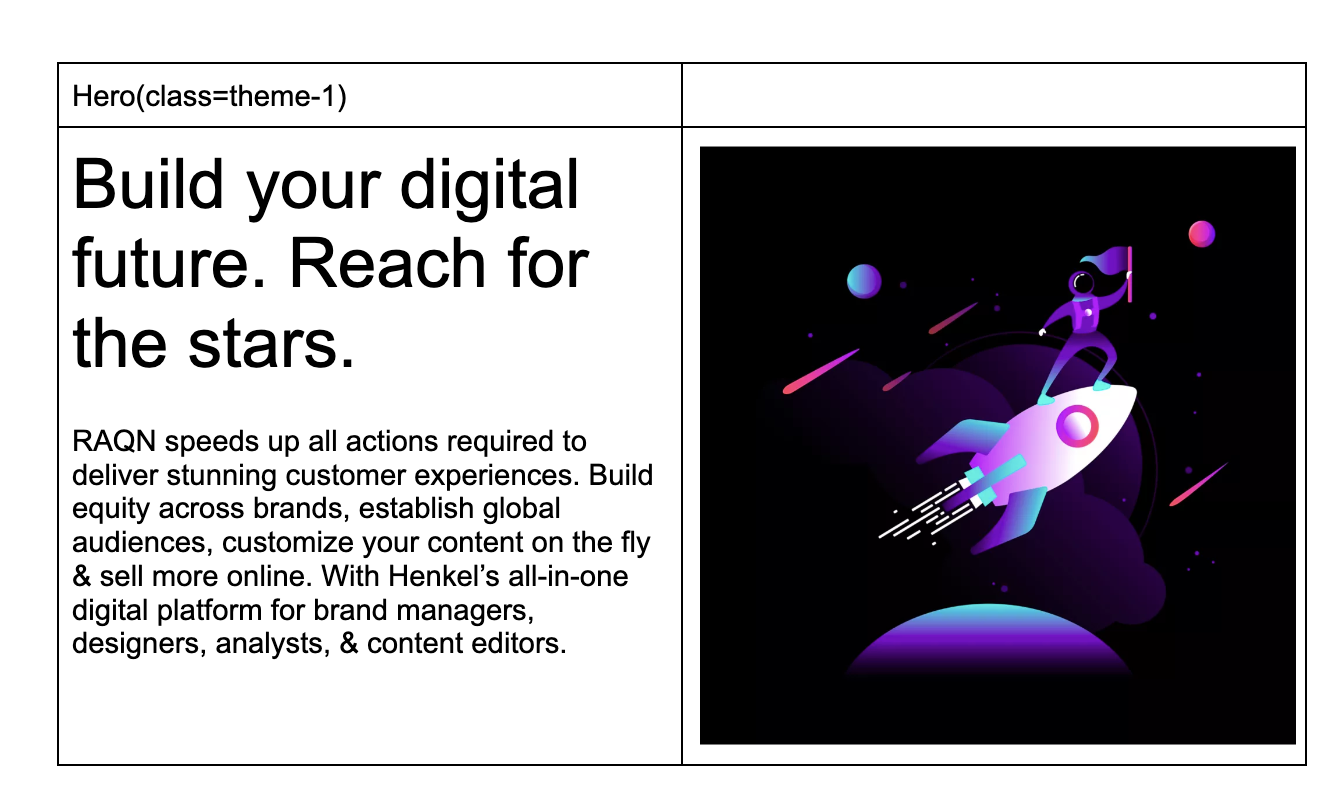 Hero(class=theme-1)
Build your digital
future. Reach for
the stars.
RAQN speeds up all actions required to
deliver stunning customer experiences. Build
equity across brands, establish global
audiences, customize your content on the fly
& sell more online. With Henkel’s all-in-one
digital platform for brand managers,
designers, analysts, & content editors.